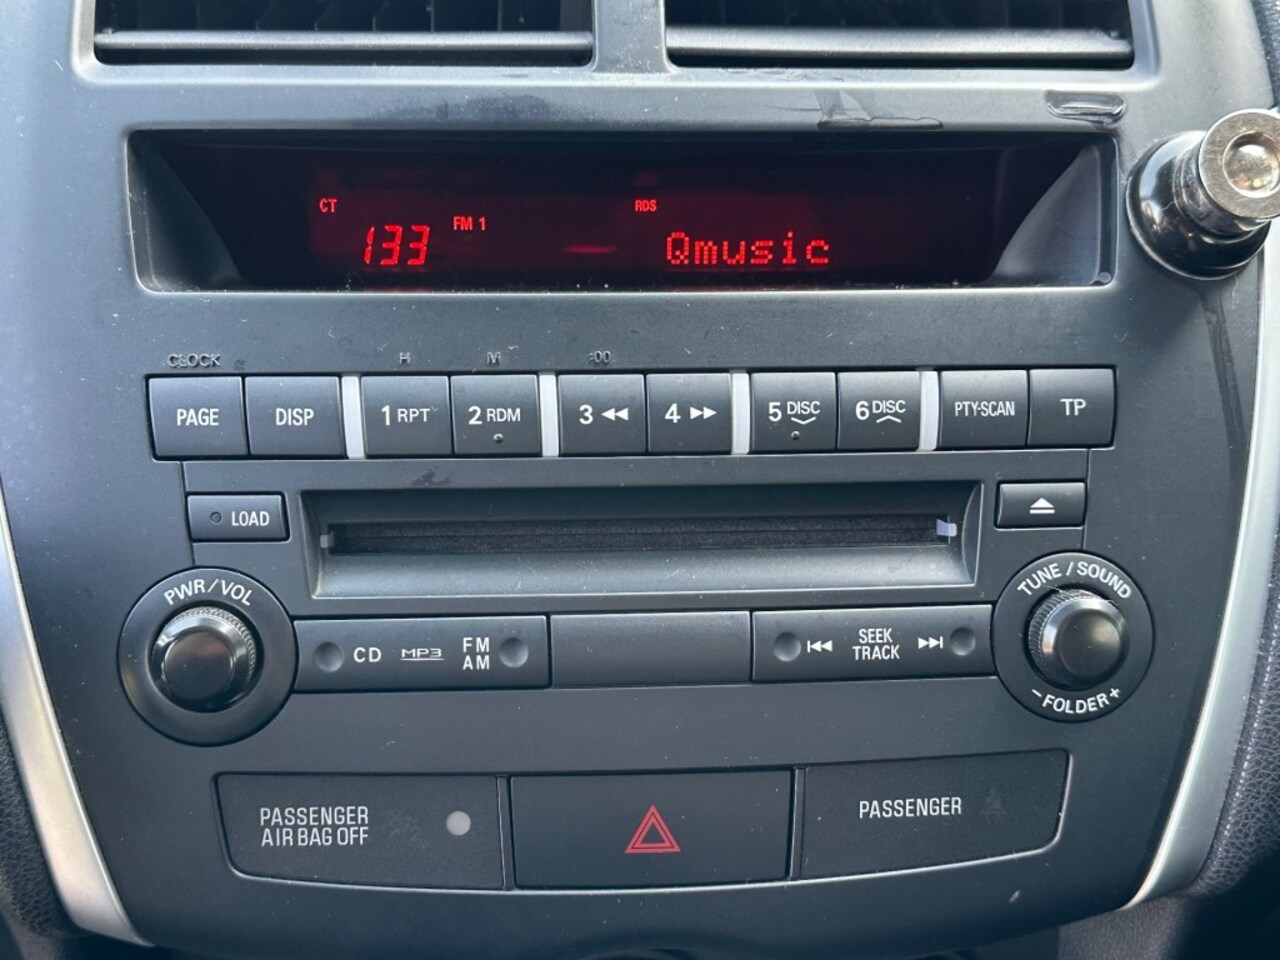 CT
133
FM 1
RDS
Qmusic
CLOCK H M :00
PAGE DISP 1 RPT 2 RDM 3 4 5 DISC 6 DISC PTY-SCAN TP
LOAD
PWR/VOL
TUNE / SOUND
CD MP3 FM AM
SEEK TRACK
- FOLDER +
PASSENGER
AIR BAG OFF
PASSENGER